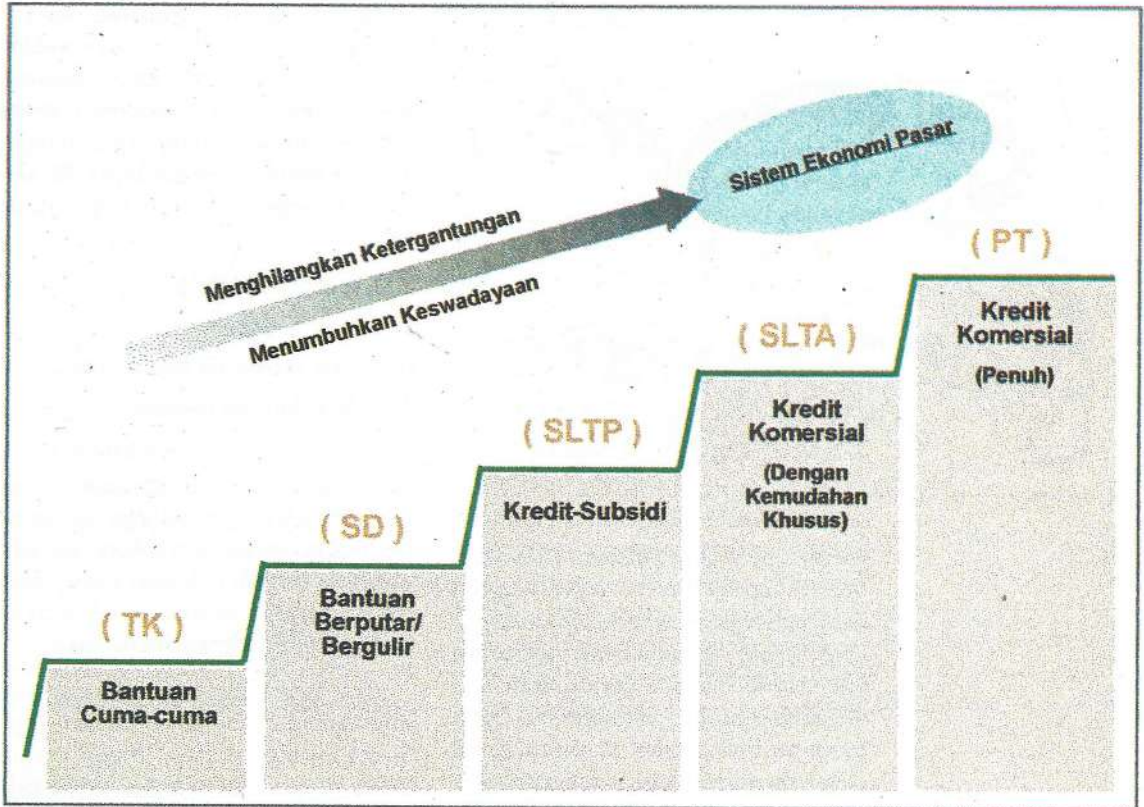 Sistem Ekonomi Pasar
Menghilangkan Ketergantungan
Menumbuhkan Keswadayaan
( TK )
Bantuan
Cuma-cuma
( SD )
Bantuan
Berputar/
Bergulir
( SLTP )
Kredit-Subsidi
( SLTA )
Kredit
Komersial
(Dengan
Kemudahan
Khusus)
( PT )
Kredit
Komersial
(Penuh)